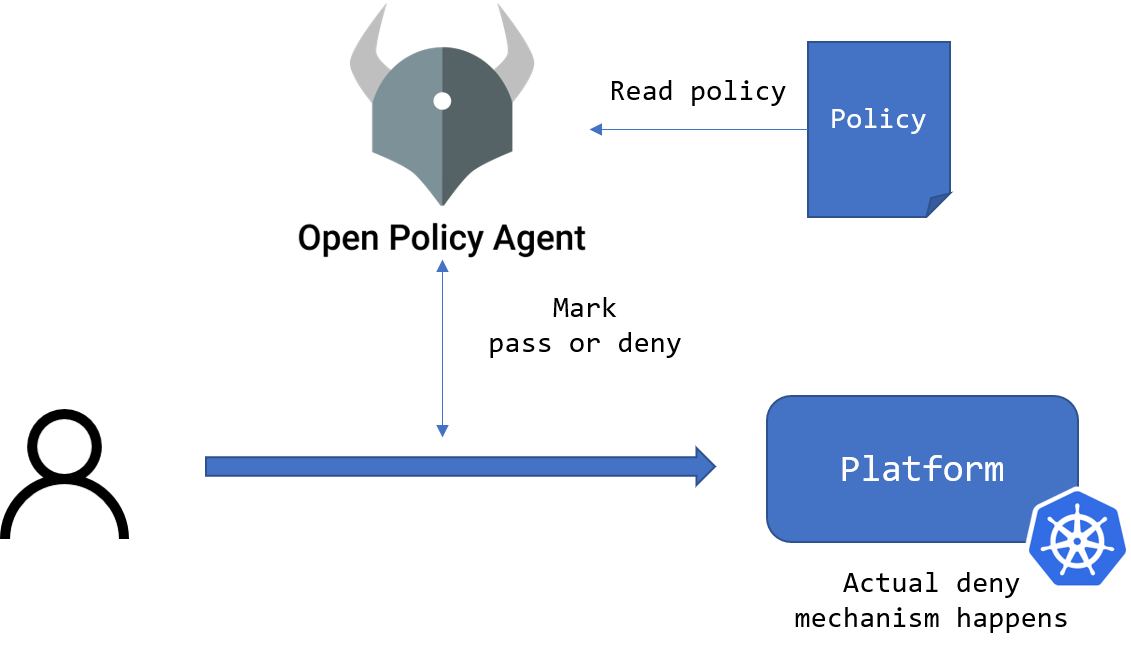 Read policy
Policy
Open Policy Agent
Mark
pass or deny
Platform
Actual deny
mechanism happens